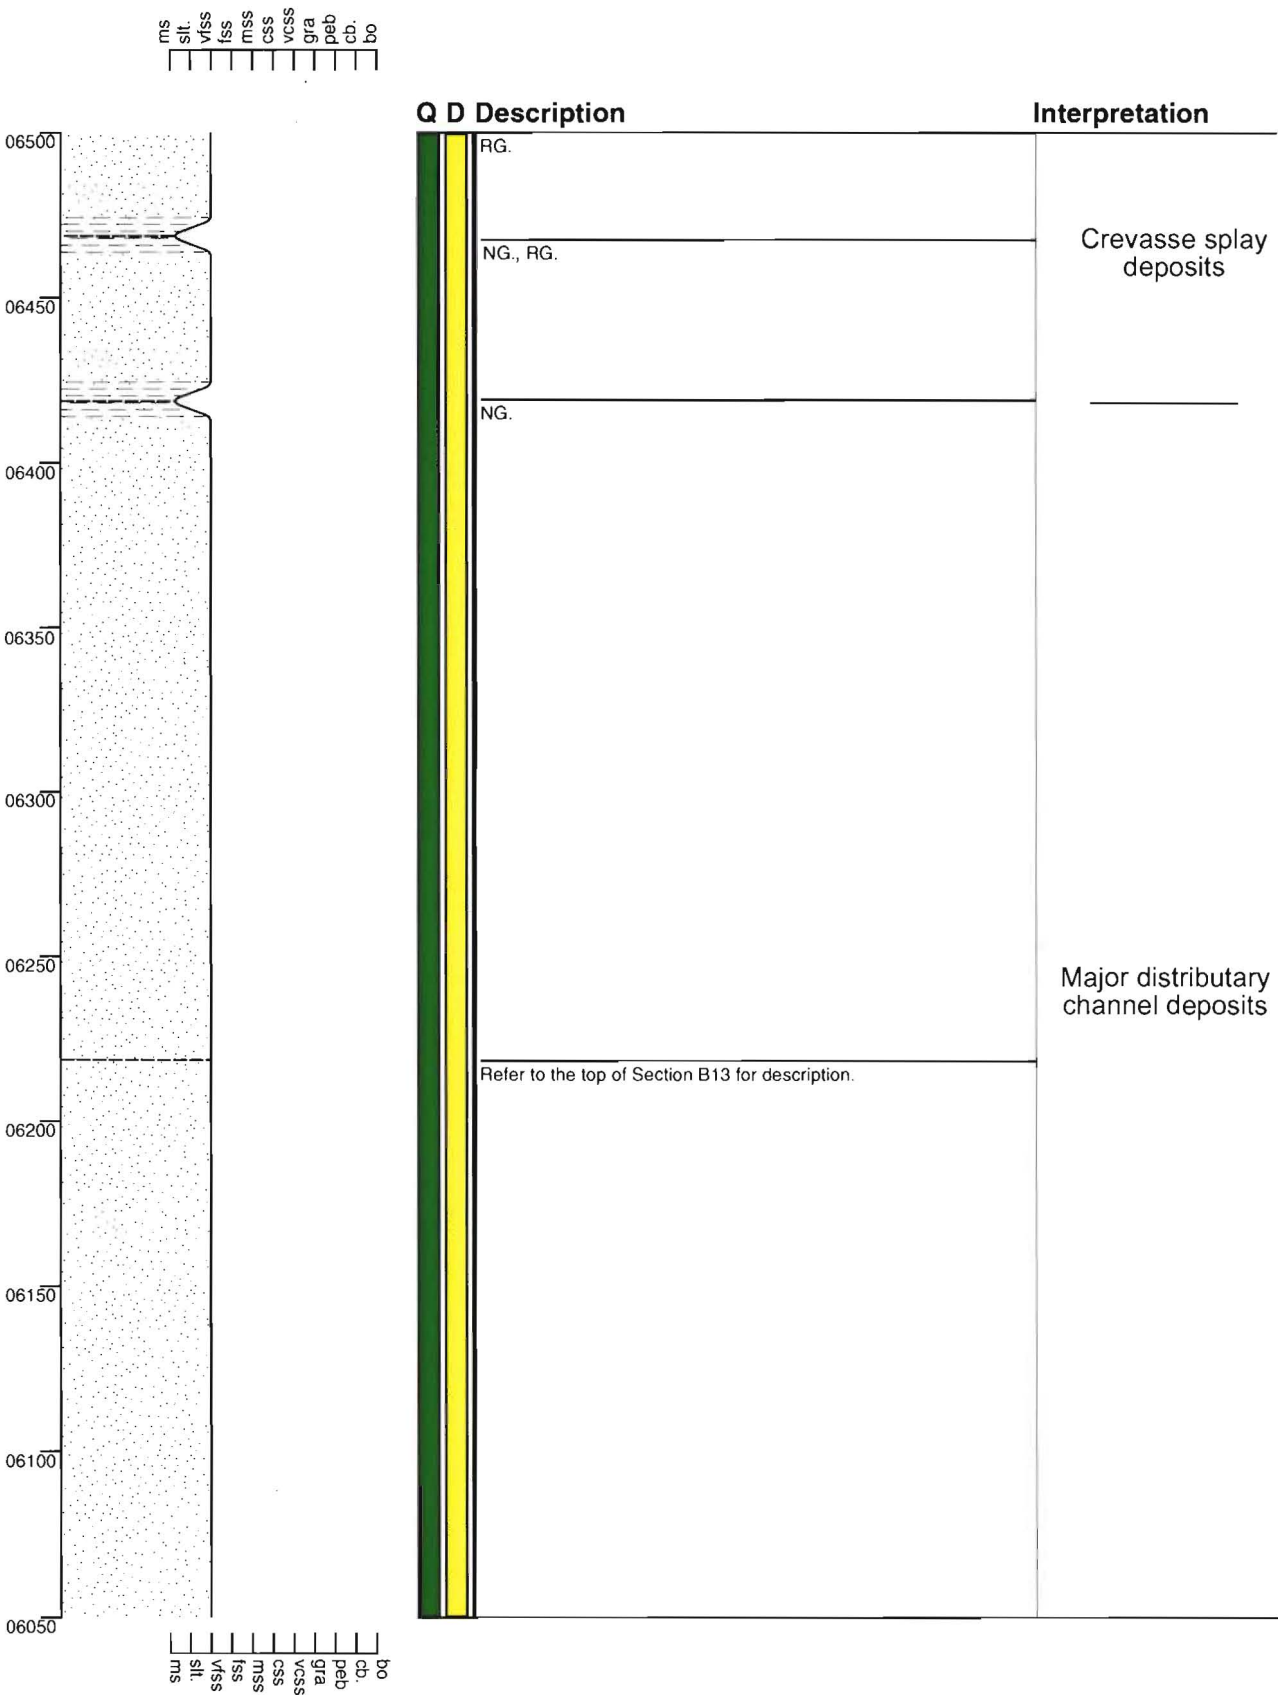 ms slt. vfss fss mss css vcss gra peb cb. bo
Q D Description Interpretation
06500
RG.
Crevasse splay
deposits
NG., RG.
06450
NG.
06400
06350
06300
06250
Major distributary
channel deposits
Refer to the top of Section B13 for description.
06200
06150
06100
06050
ms slt. vfss fss mss css vcss gra peb cb. bo